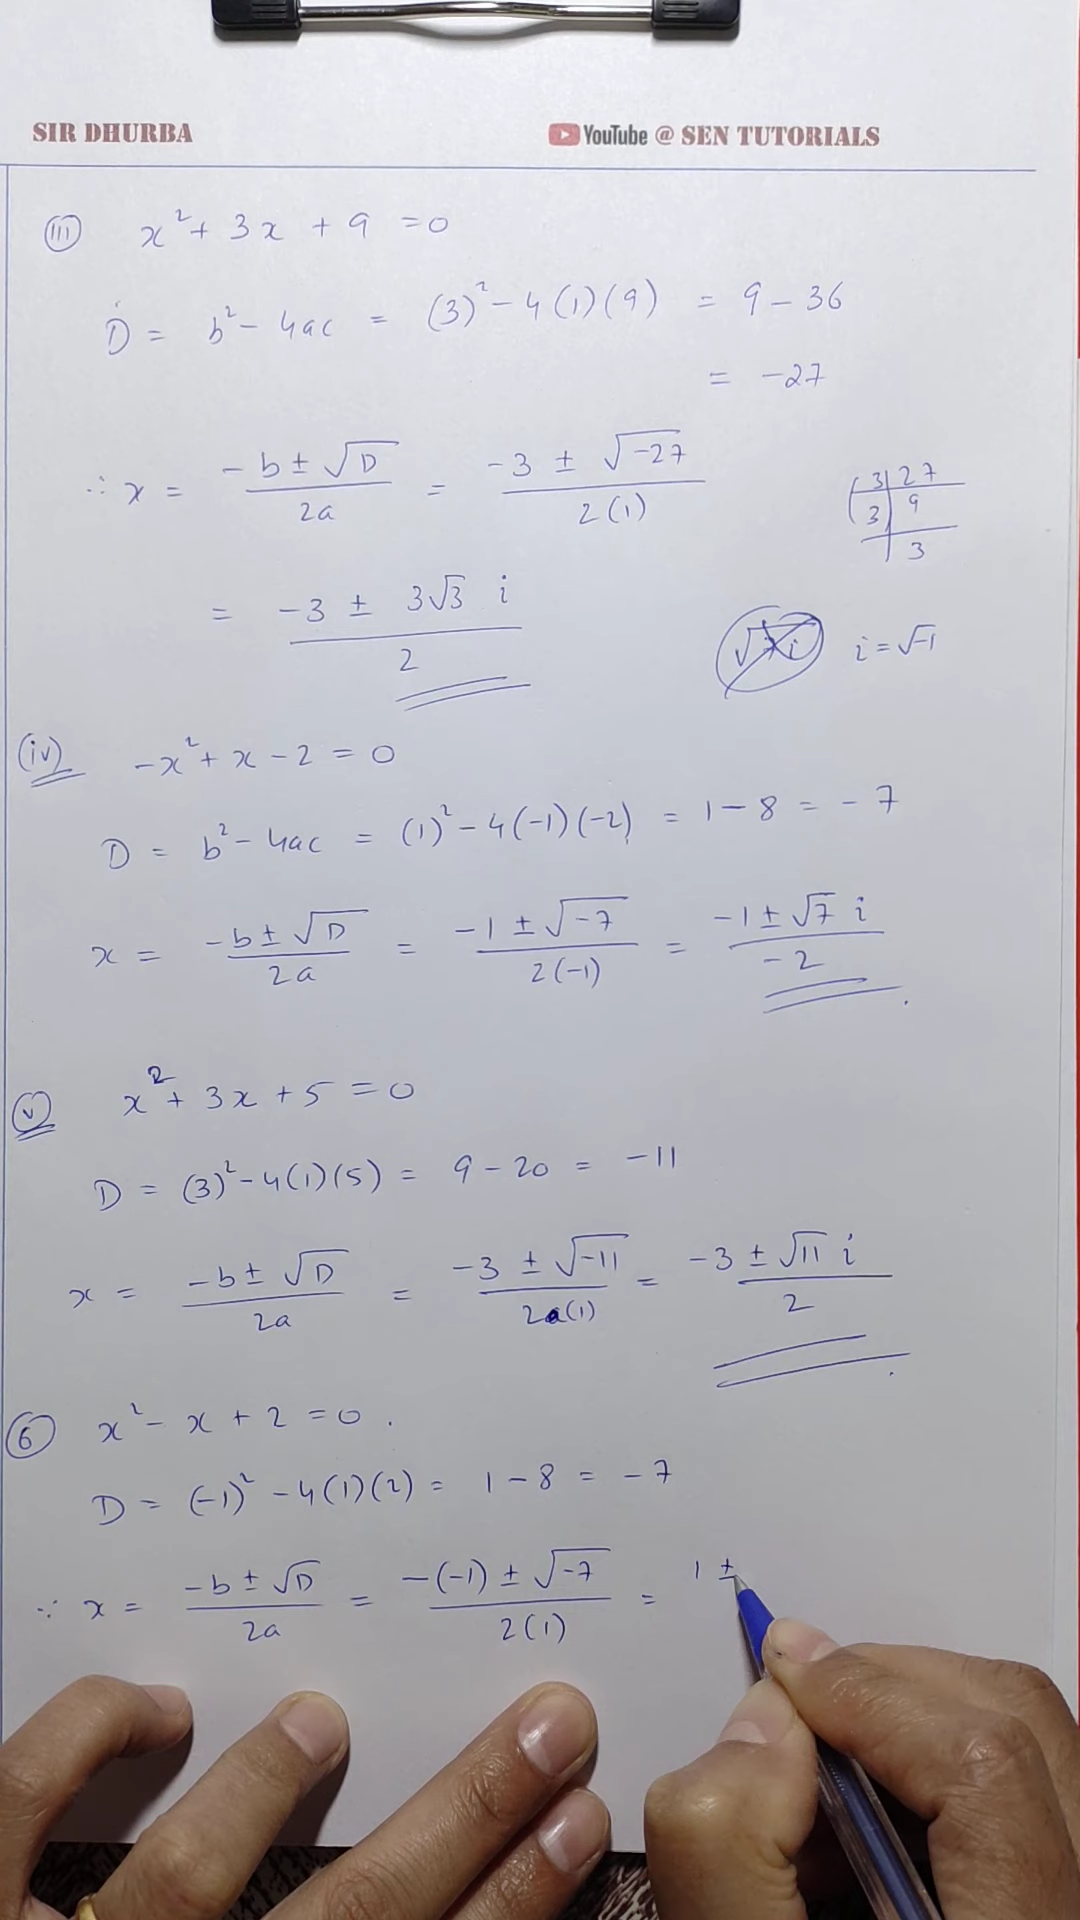 SIR DHURBA
YouTube @ SEN TUTORIALS
(iii) x² + 3x + 9 = 0
D = b² - 4ac = (3)² - 4(1)(9) = 9 - 36
= -27
∴ x = (-b ± √D)/2a = (-3 ± √-27)/2(1)
3 | 27
3 | 9
3
= (-3 ± 3√3 i)/2
i = √-1
(iv) -x² + x - 2 = 0
D = b² - 4ac = (1)² - 4(-1)(-2) = 1 - 8 = -7
x = (-b ± √D)/2a = (-1 ± √-7)/2(-1) = (-1 ± √7 i)/-2
(v) x² + 3x + 5 = 0
D = (3)² - 4(1)(5) = 9 - 20 = -11
x = (-b ± √D)/2a = (-3 ± √-11)/2(1) = (-3 ± √11 i)/2
(6) x² - x + 2 = 0.
D = (-1)² - 4(1)(2) = 1 - 8 = -7
∵ x = (-b ± √D)/2a = (-(-1) ± √-7)/2(1) = 1 ±